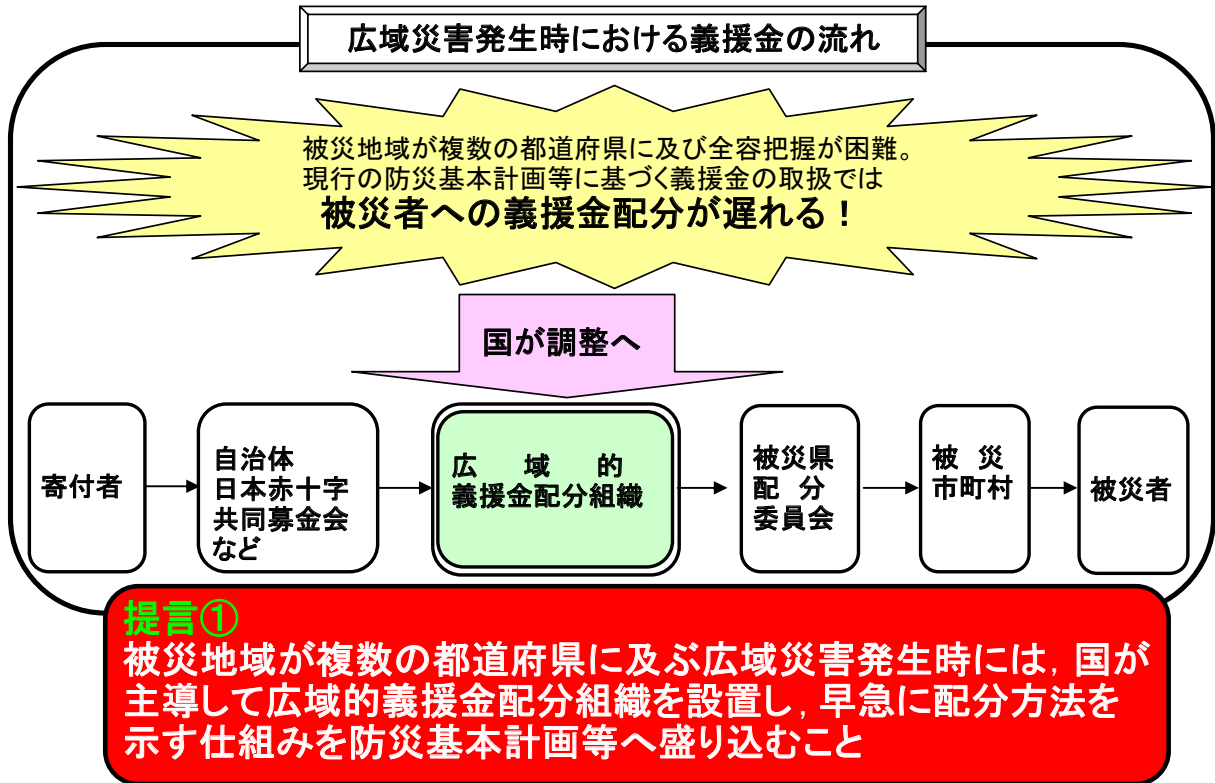 広域災害発生時における義援金の流れ
被災地域が複数の都道府県に及び全容把握が困難。
現行の防災基本計画等に基づく義援金の取扱では
被災者への義援金配分が遅れる！
国が調整へ
寄付者
自治体
日本赤十字
共同募金会
など
広域的
義援金配分組織
被災県
配分
委員会
被災
市町村
被災者
提言①
被災地域が複数の都道府県に及ぶ広域災害発生時には，国が
主導して広域的義援金配分組織を設置し，早急に配分方法を
示す仕組みを防災基本計画等へ盛り込むこと